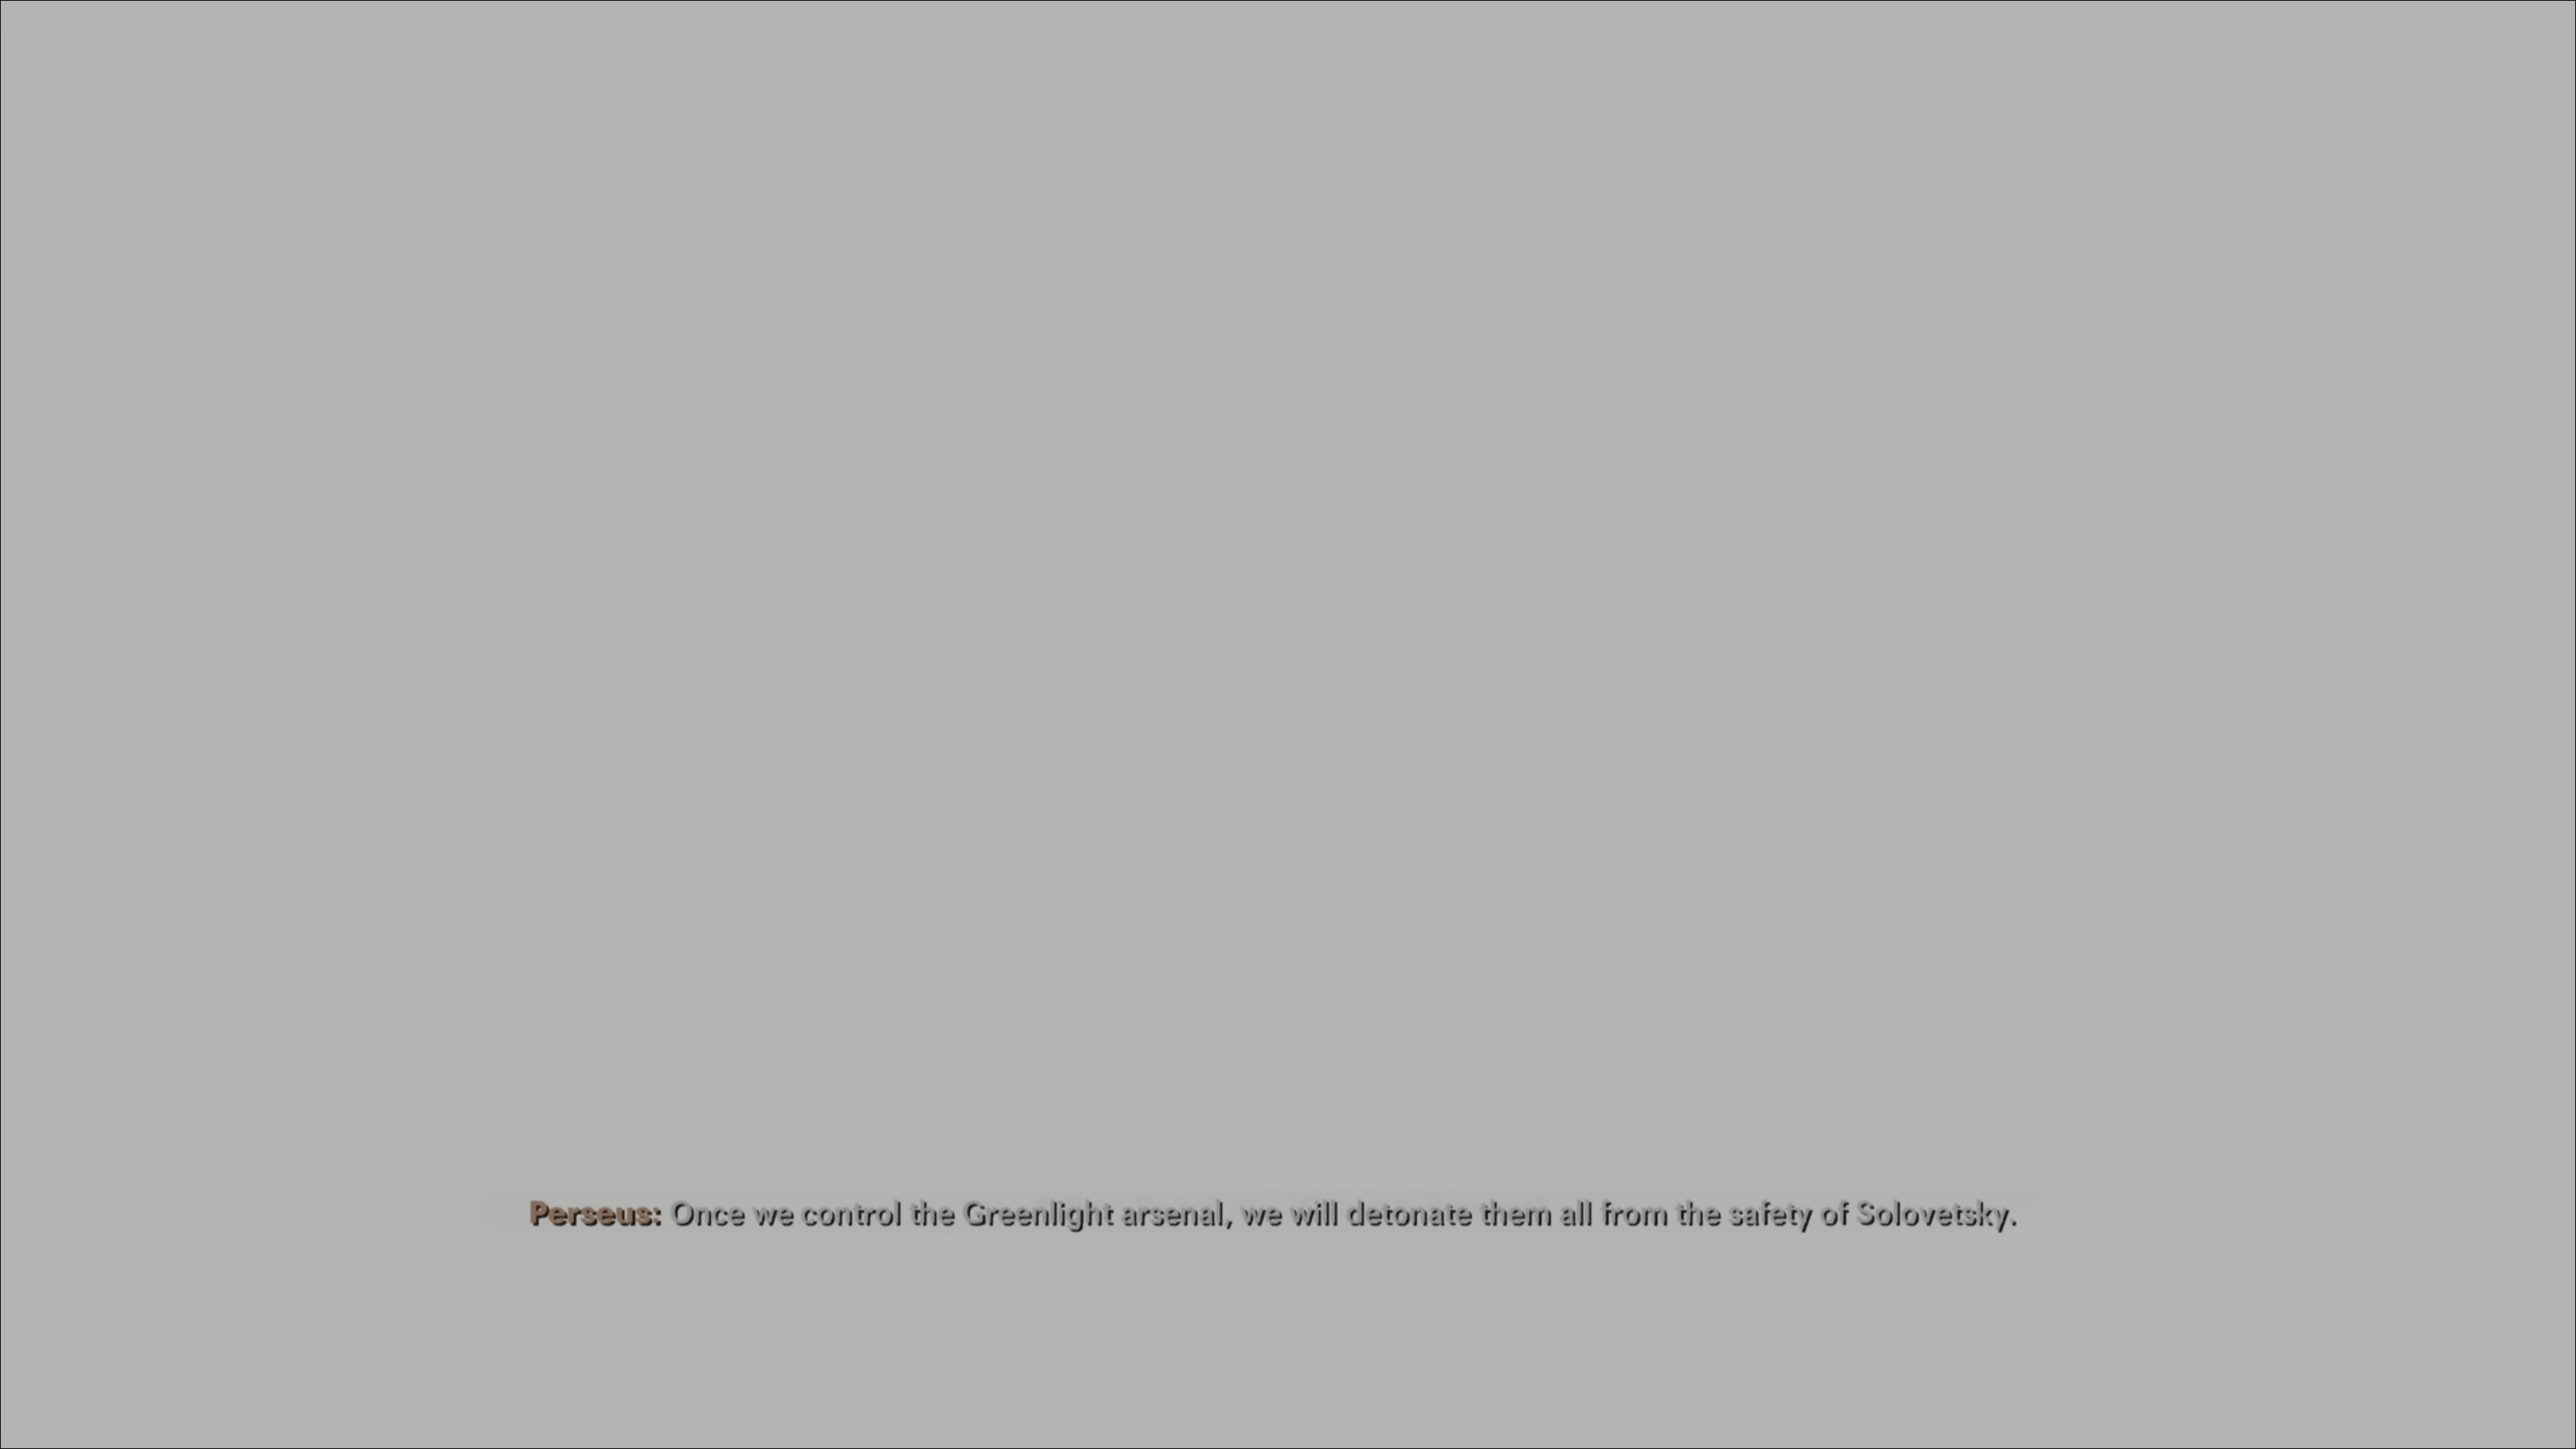 Perseus: Once we control the Greenlight arsenal, we will detonate them all from the safety of Solovetsky.